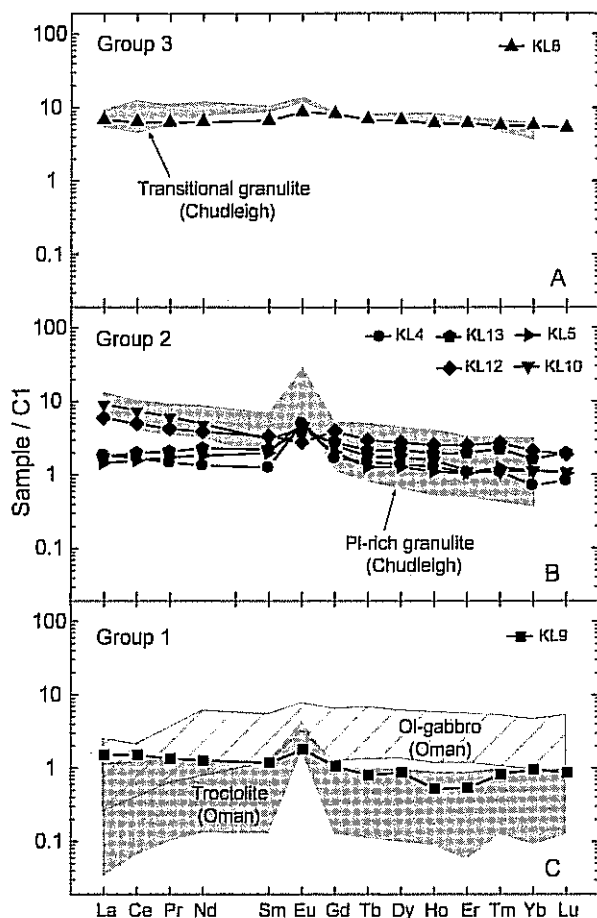 100
Group 3
KL8
10
1
Transitional granulite
(Chudleigh)
0.1
A
100
Group 2
KL4
KL13
KL5
KL12
KL10
10
1
Pl-rich granulite
(Chudleigh)
0.1
B
Sample / C1
100
Group 1
KL9
10
Ol-gabbro
(Oman)
1
Troctolite
(Oman)
0.1
C
La Ce Pr Nd Sm Eu Gd Tb Dy Ho Er Tm Yb Lu